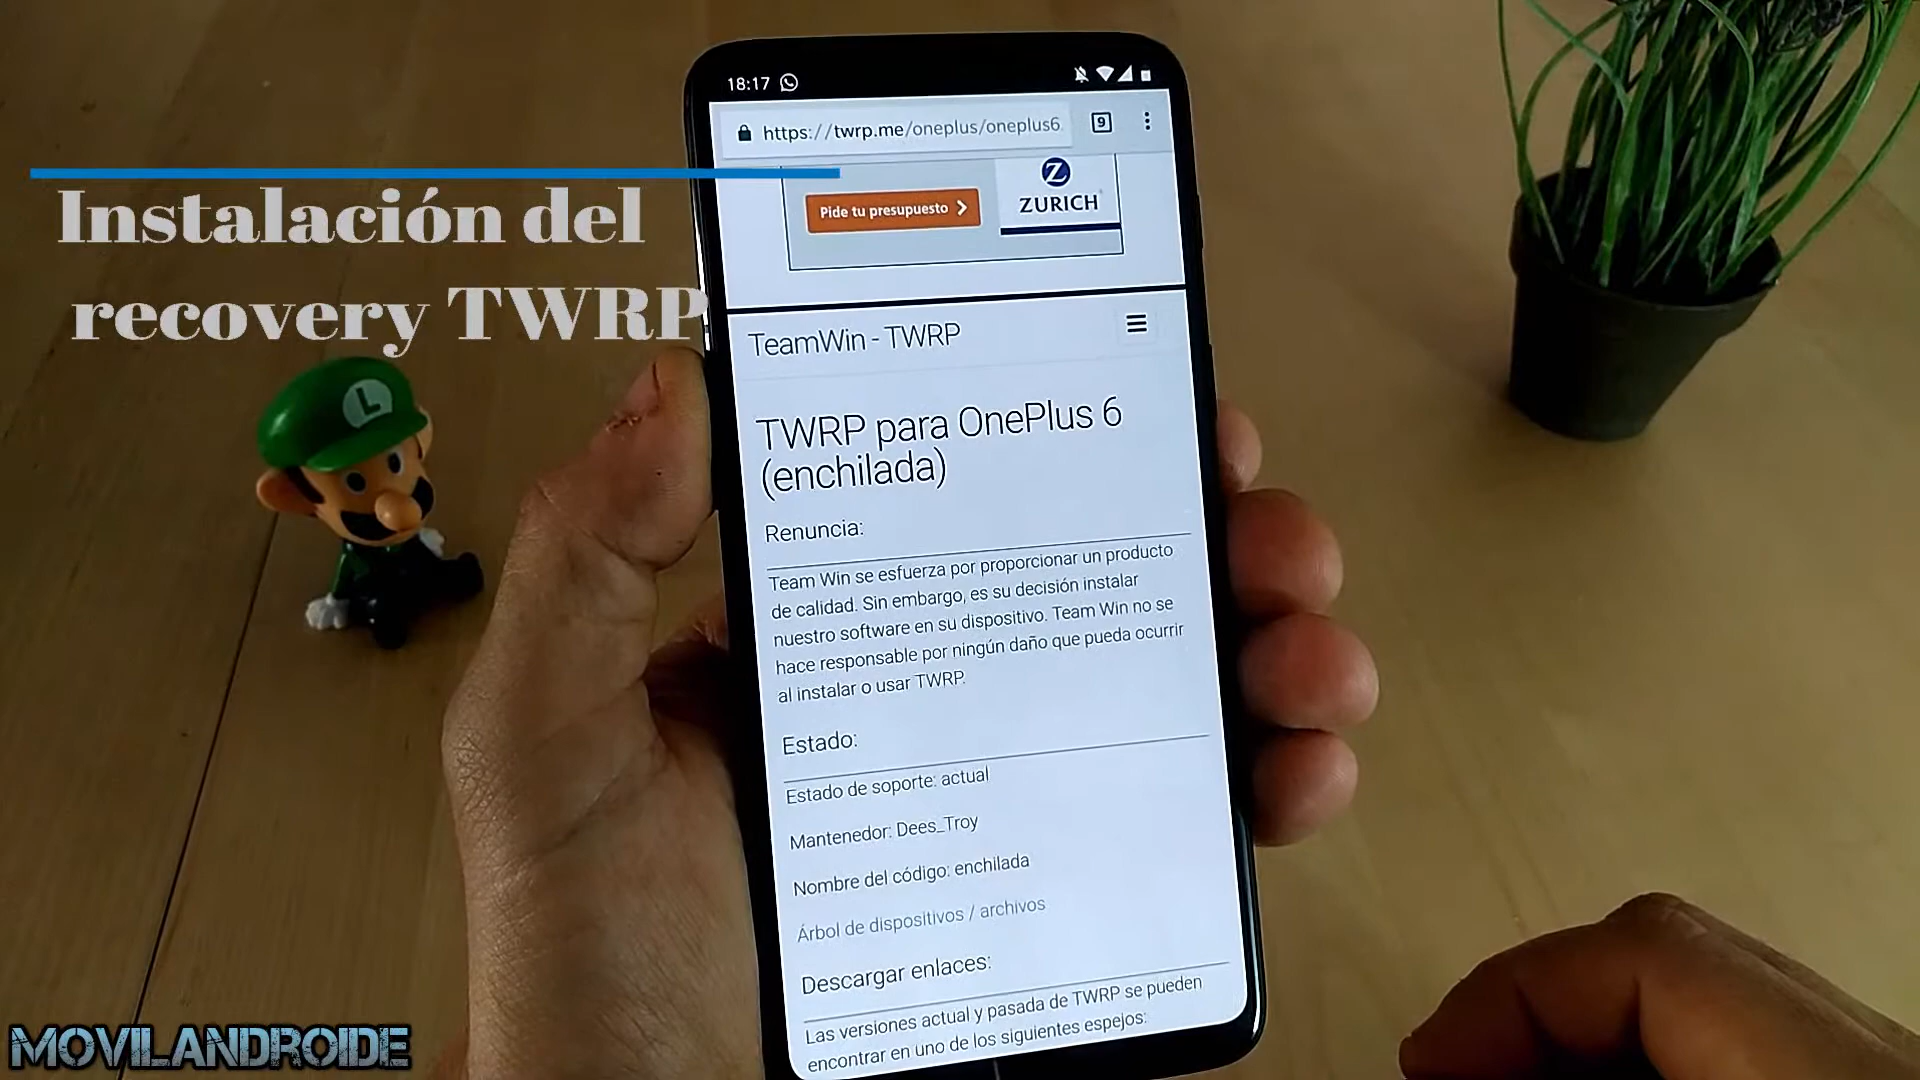 Instalación del
recovery TWRP
18:17
https://twrp.me/oneplus/oneplus6
9
Pide tu presupuesto
Z
ZURICH
TeamWin - TWRP
TWRP para OnePlus 6
(enchilada)
Renuncia:
Team Win se esfuerza por proporcionar un producto
de calidad. Sin embargo, es su decisión instalar
nuestro software en su dispositivo. Team Win no se
hace responsable por ningún daño que pueda ocurrir
al instalar o usar TWRP.
Estado:
Estado de soporte: actual
Mantenedor: Dees_Troy
Nombre del código: enchilada
Árbol de dispositivos / archivos
Descargar enlaces:
Las versiones actual y pasada de TWRP se pueden
encontrar en uno de los siguientes espejos:
L
MOVILANDROIDE